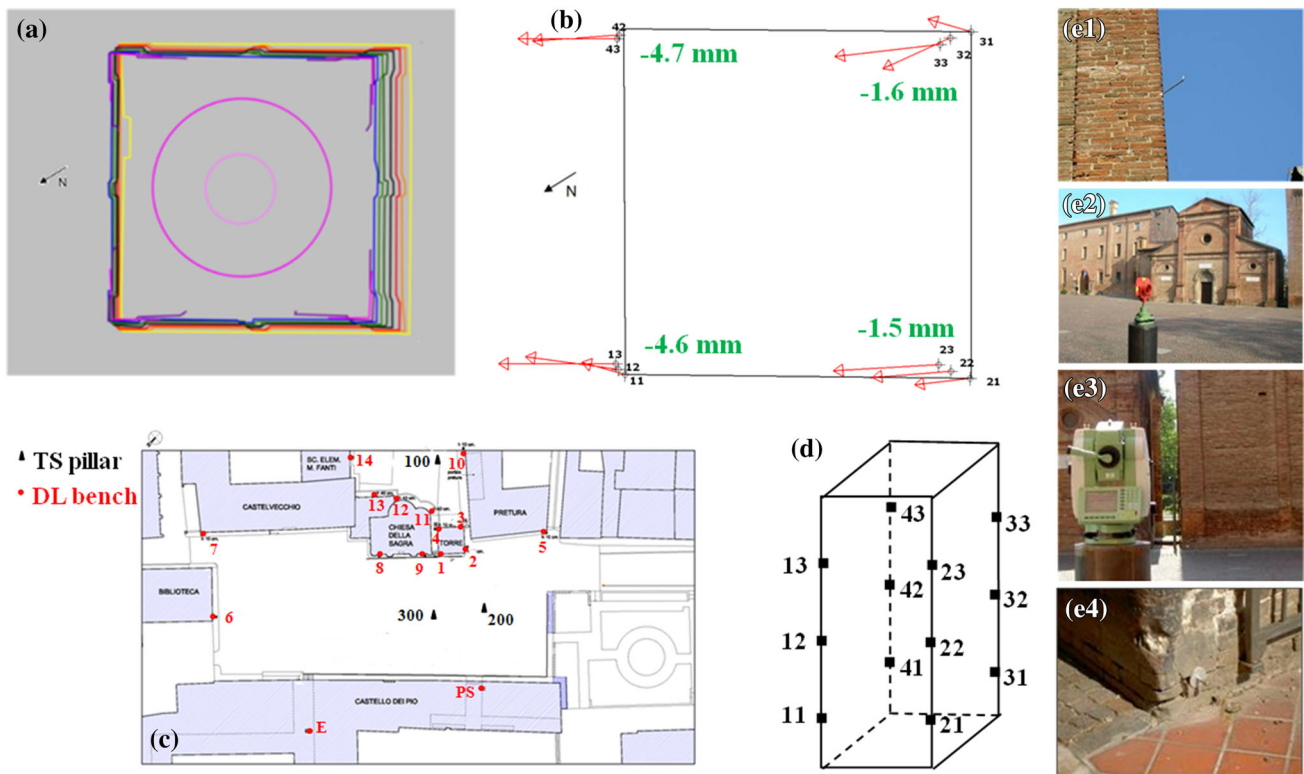 (a)
N
(b)
42
43
-4.7 mm
31
32
33
-1.6 mm
N
-1.5 mm
-4.6 mm
13
12
11
23
22
21
(e1)
(e2)
(e3)
(e4)
TS pillar
DL bench
14
SC. ELEM.
M. FANTI
100
10
CASTELVECCHIO
13
12
11
3
4
CHIESA
DELLA
SAGRA
TORRE
PRETURA
7
8
9
1
2
5
BIBLIOTECA
6
300
200
CASTELLO DEI PIO
PS
E
(c)
(d)
43
33
13
23
42
32
12
22
41
31
11
21